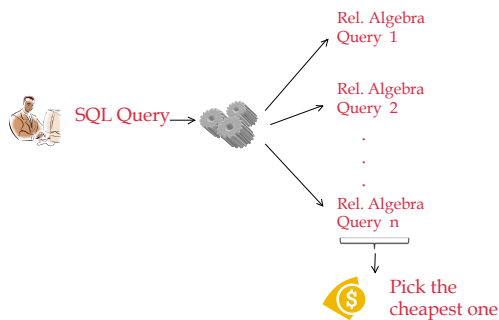 Rel. Algebra
Query 1
SQL Query
Rel. Algebra
Query 2
.
.
.
Rel. Algebra
Query n
$
Pick the
cheapest one